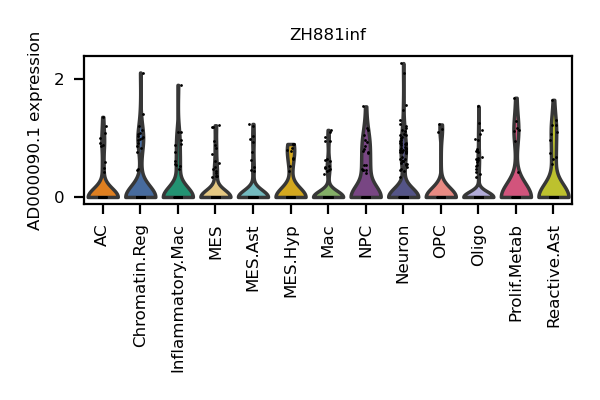 ZH881inf
AD000090.1 expression
2
0
AC
Chromatin.Reg
Inflammatory.Mac
MES
MES.Ast
MES.Hyp
Mac
NPC
Neuron
OPC
Oligo
Prolif.Metab
Reactive.Ast